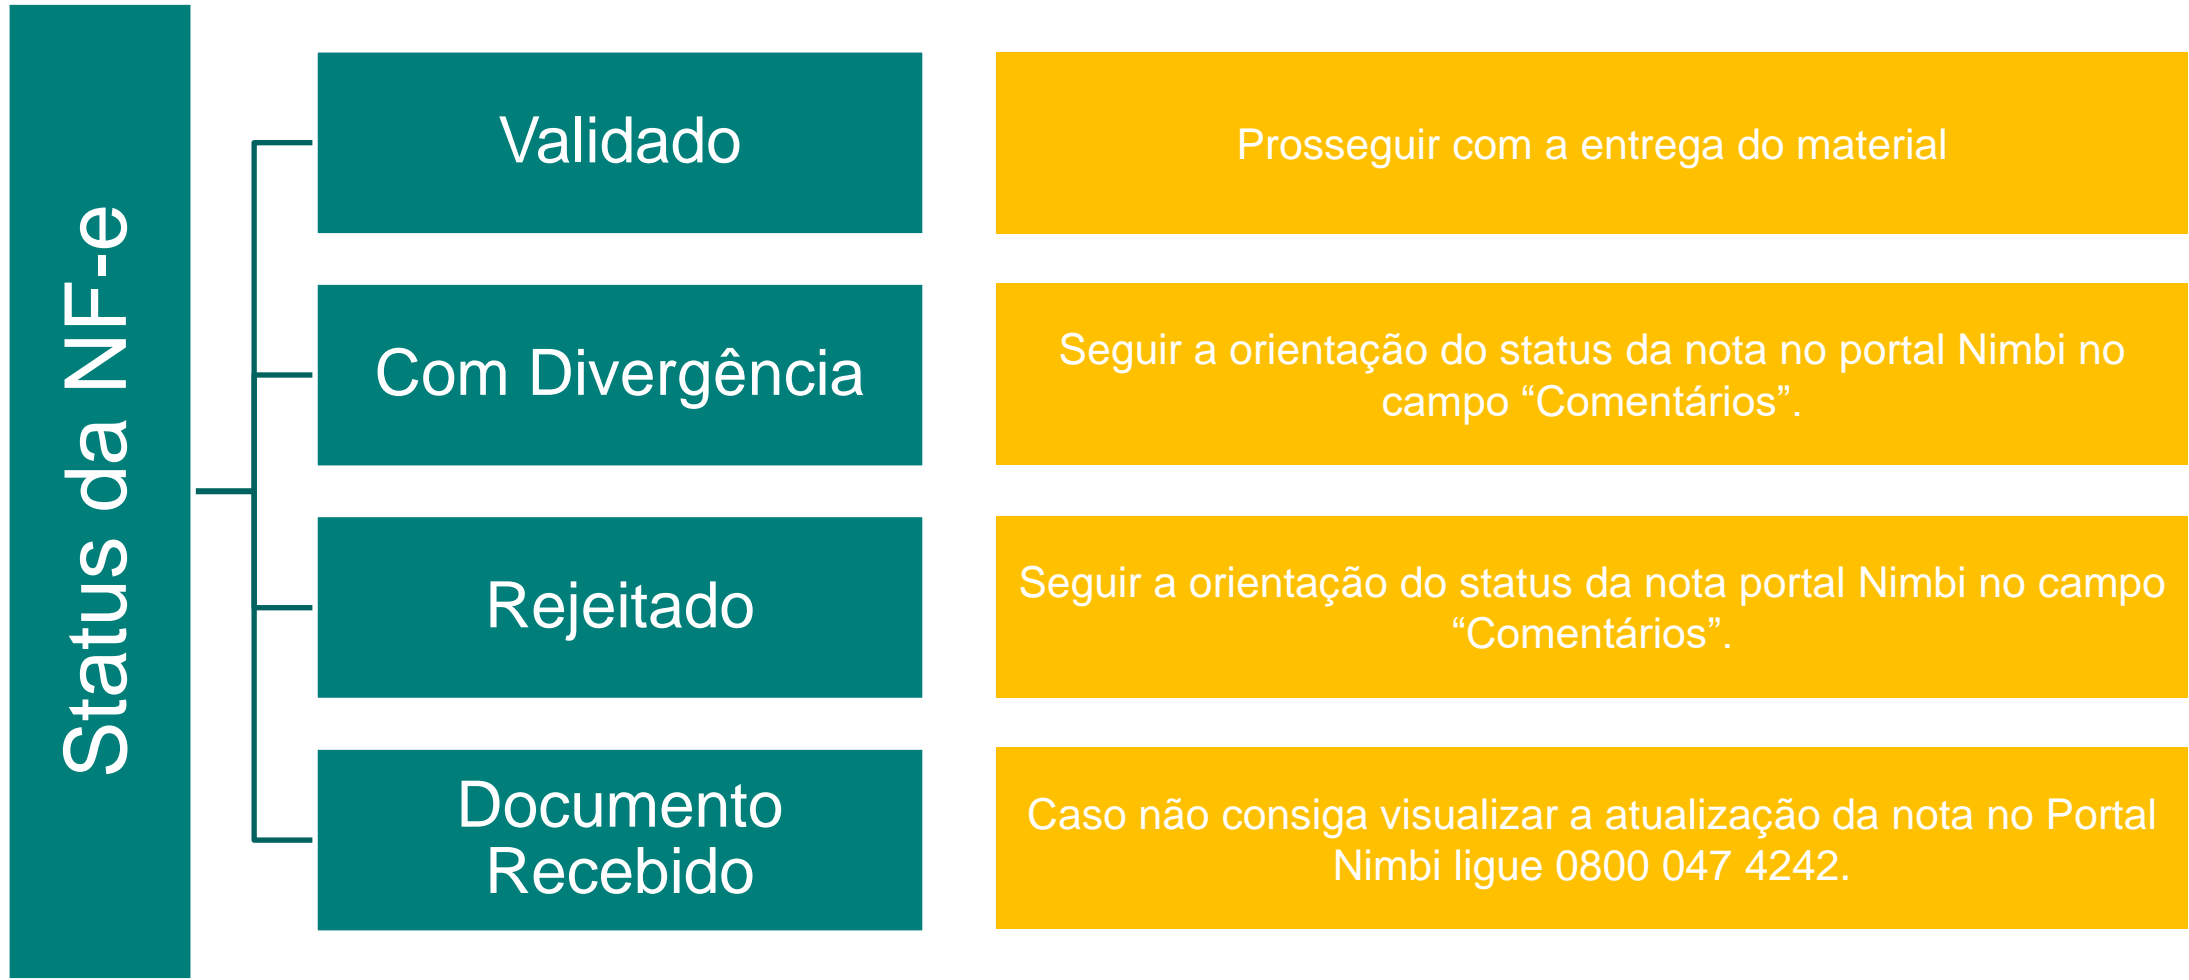 Status da NF-e
Validado
Prosseguir com a entrega do material
Com Divergência
Seguir a orientação do status da nota no portal Nimbi no
campo “Comentários”.
Rejeitado
Seguir a orientação do status da nota portal Nimbi no campo
“Comentários”.
Documento
Recebido
Caso não consiga visualizar a atualização da nota no Portal
Nimbi ligue 0800 047 4242.